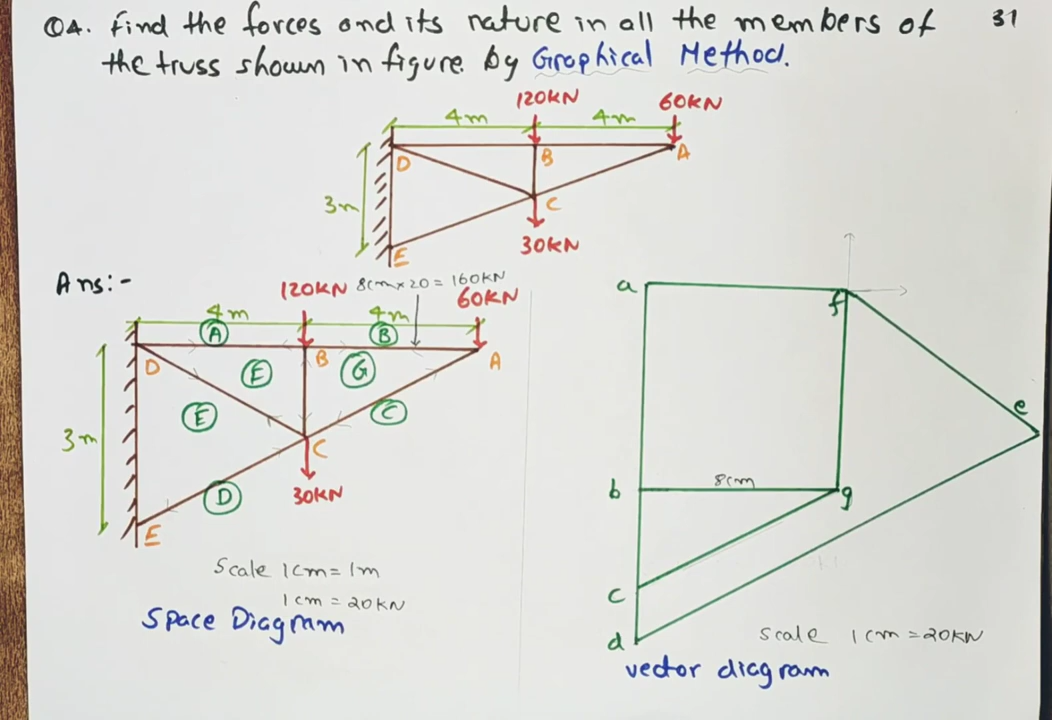 Q4. Find the forces and its nature in all the members of 31
the truss shown in figure by Graphical Method.
120KN 60KN
4m 4m
D B A
3m
C
30KN
E
Ans:-
120KN 8cm×20 = 160KN
60KN
4m 4m
A B
D B A
E G
E C
3m
C
D 30KN
E
Scale 1cm = 1m
1cm = 20KN
Space Diagram
a f
e
b 8cm g
c
d
Scale 1cm = 20KN
vector diagram